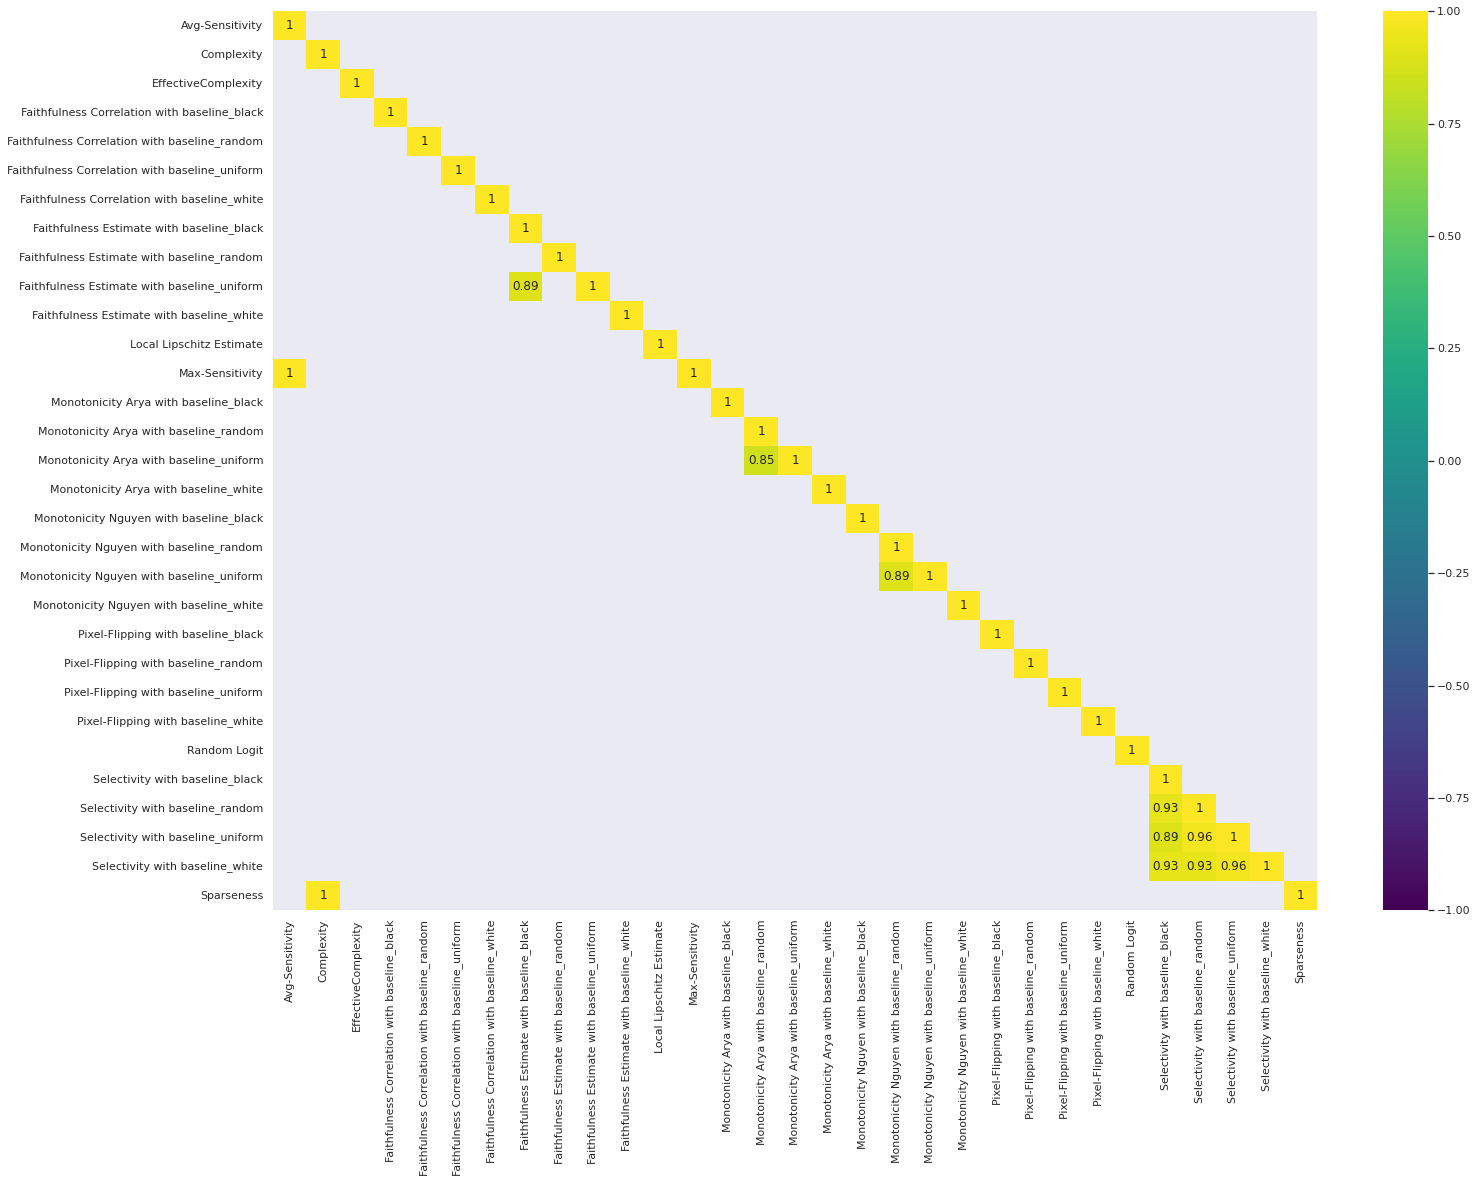 Avg-Sensitivity 1 1.00
Complexity 1
EffectiveComplexity 1
Faithfulness Correlation with baseline_black 1 0.75
Faithfulness Correlation with baseline_random 1
Faithfulness Correlation with baseline_uniform 1
Faithfulness Correlation with baseline_white 1
Faithfulness Estimate with baseline_black 1 0.50
Faithfulness Estimate with baseline_random 1
Faithfulness Estimate with baseline_uniform 0.89 1
Faithfulness Estimate with baseline_white 1
Local Lipschitz Estimate 1 0.25
Max-Sensitivity 1 1
Monotonicity Arya with baseline_black 1
Monotonicity Arya with baseline_random 1
Monotonicity Arya with baseline_uniform 0.85 1 0.00
Monotonicity Arya with baseline_white 1
Monotonicity Nguyen with baseline_black 1
Monotonicity Nguyen with baseline_random 1
Monotonicity Nguyen with baseline_uniform 0.89 1 −0.25
Monotonicity Nguyen with baseline_white 1
Pixel-Flipping with baseline_black 1
Pixel-Flipping with baseline_random 1
Pixel-Flipping with baseline_uniform 1 −0.50
Pixel-Flipping with baseline_white 1
Random Logit 1
Selectivity with baseline_black 1
Selectivity with baseline_random 0.93 1 −0.75
Selectivity with baseline_uniform 0.89 0.96 1
Selectivity with baseline_white 0.93 0.93 0.96 1
Sparseness 1 1
−1.00
Avg-Sensitivity
Complexity
EffectiveComplexity
Faithfulness Correlation with baseline_black
Faithfulness Correlation with baseline_random
Faithfulness Correlation with baseline_uniform
Faithfulness Correlation with baseline_white
Faithfulness Estimate with baseline_black
Faithfulness Estimate with baseline_random
Faithfulness Estimate with baseline_uniform
Faithfulness Estimate with baseline_white
Local Lipschitz Estimate
Max-Sensitivity
Monotonicity Arya with baseline_black
Monotonicity Arya with baseline_random
Monotonicity Arya with baseline_uniform
Monotonicity Arya with baseline_white
Monotonicity Nguyen with baseline_black
Monotonicity Nguyen with baseline_random
Monotonicity Nguyen with baseline_uniform
Monotonicity Nguyen with baseline_white
Pixel-Flipping with baseline_black
Pixel-Flipping with baseline_random
Pixel-Flipping with baseline_uniform
Pixel-Flipping with baseline_white
Random Logit
Selectivity with baseline_black
Selectivity with baseline_random
Selectivity with baseline_uniform
Selectivity with baseline_white
Sparseness